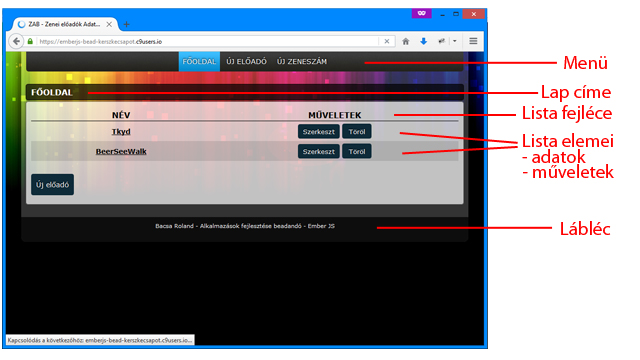 ZAB - Zenei előadók Adat...
https://emberjs-bead-kerszkecsapot.c9users.io
FŐOLDAL ÚJ ELŐADÓ ÚJ ZENESZÁM
Menü
FŐOLDAL
Lap címe
NÉV MŰVELETEK
Lista fejléce
Tkyd Szerkeszt Töröl
Lista elemei
- adatok
- műveletek
BeerSeeWalk Szerkeszt Töröl
Új előadó
Bacsa Roland - Alkalmazások fejlesztése beadandó - Ember JS
Lábléc
Kapcsolódás a következőhöz: emberjs-bead-kerszkecsapot.c9users.io...